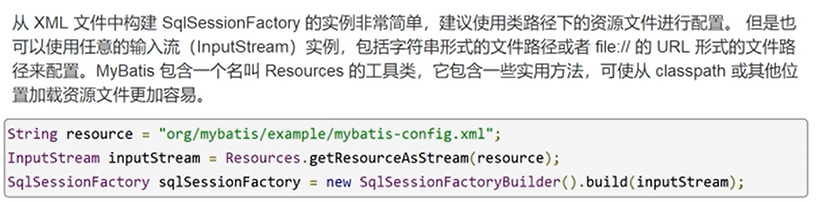 从 XML 文件中构建 SqlSessionFactory 的实例非常简单，建议使用类路径下的资源文件进行配置。 但是也
可以使用任意的输入流（InputStream）实例，包括字符串形式的文件路径或者 file:// 的 URL 形式的文件路
径来配置。MyBatis 包含一个名叫 Resources 的工具类，它包含一些实用方法，可使从 classpath 或其他位
置加载资源文件更加容易。
String resource = "org/mybatis/example/mybatis-config.xml";
InputStream inputStream = Resources.getResourceAsStream(resource);
SqlSessionFactory sqlSessionFactory = new SqlSessionFactoryBuilder().build(inputStream);